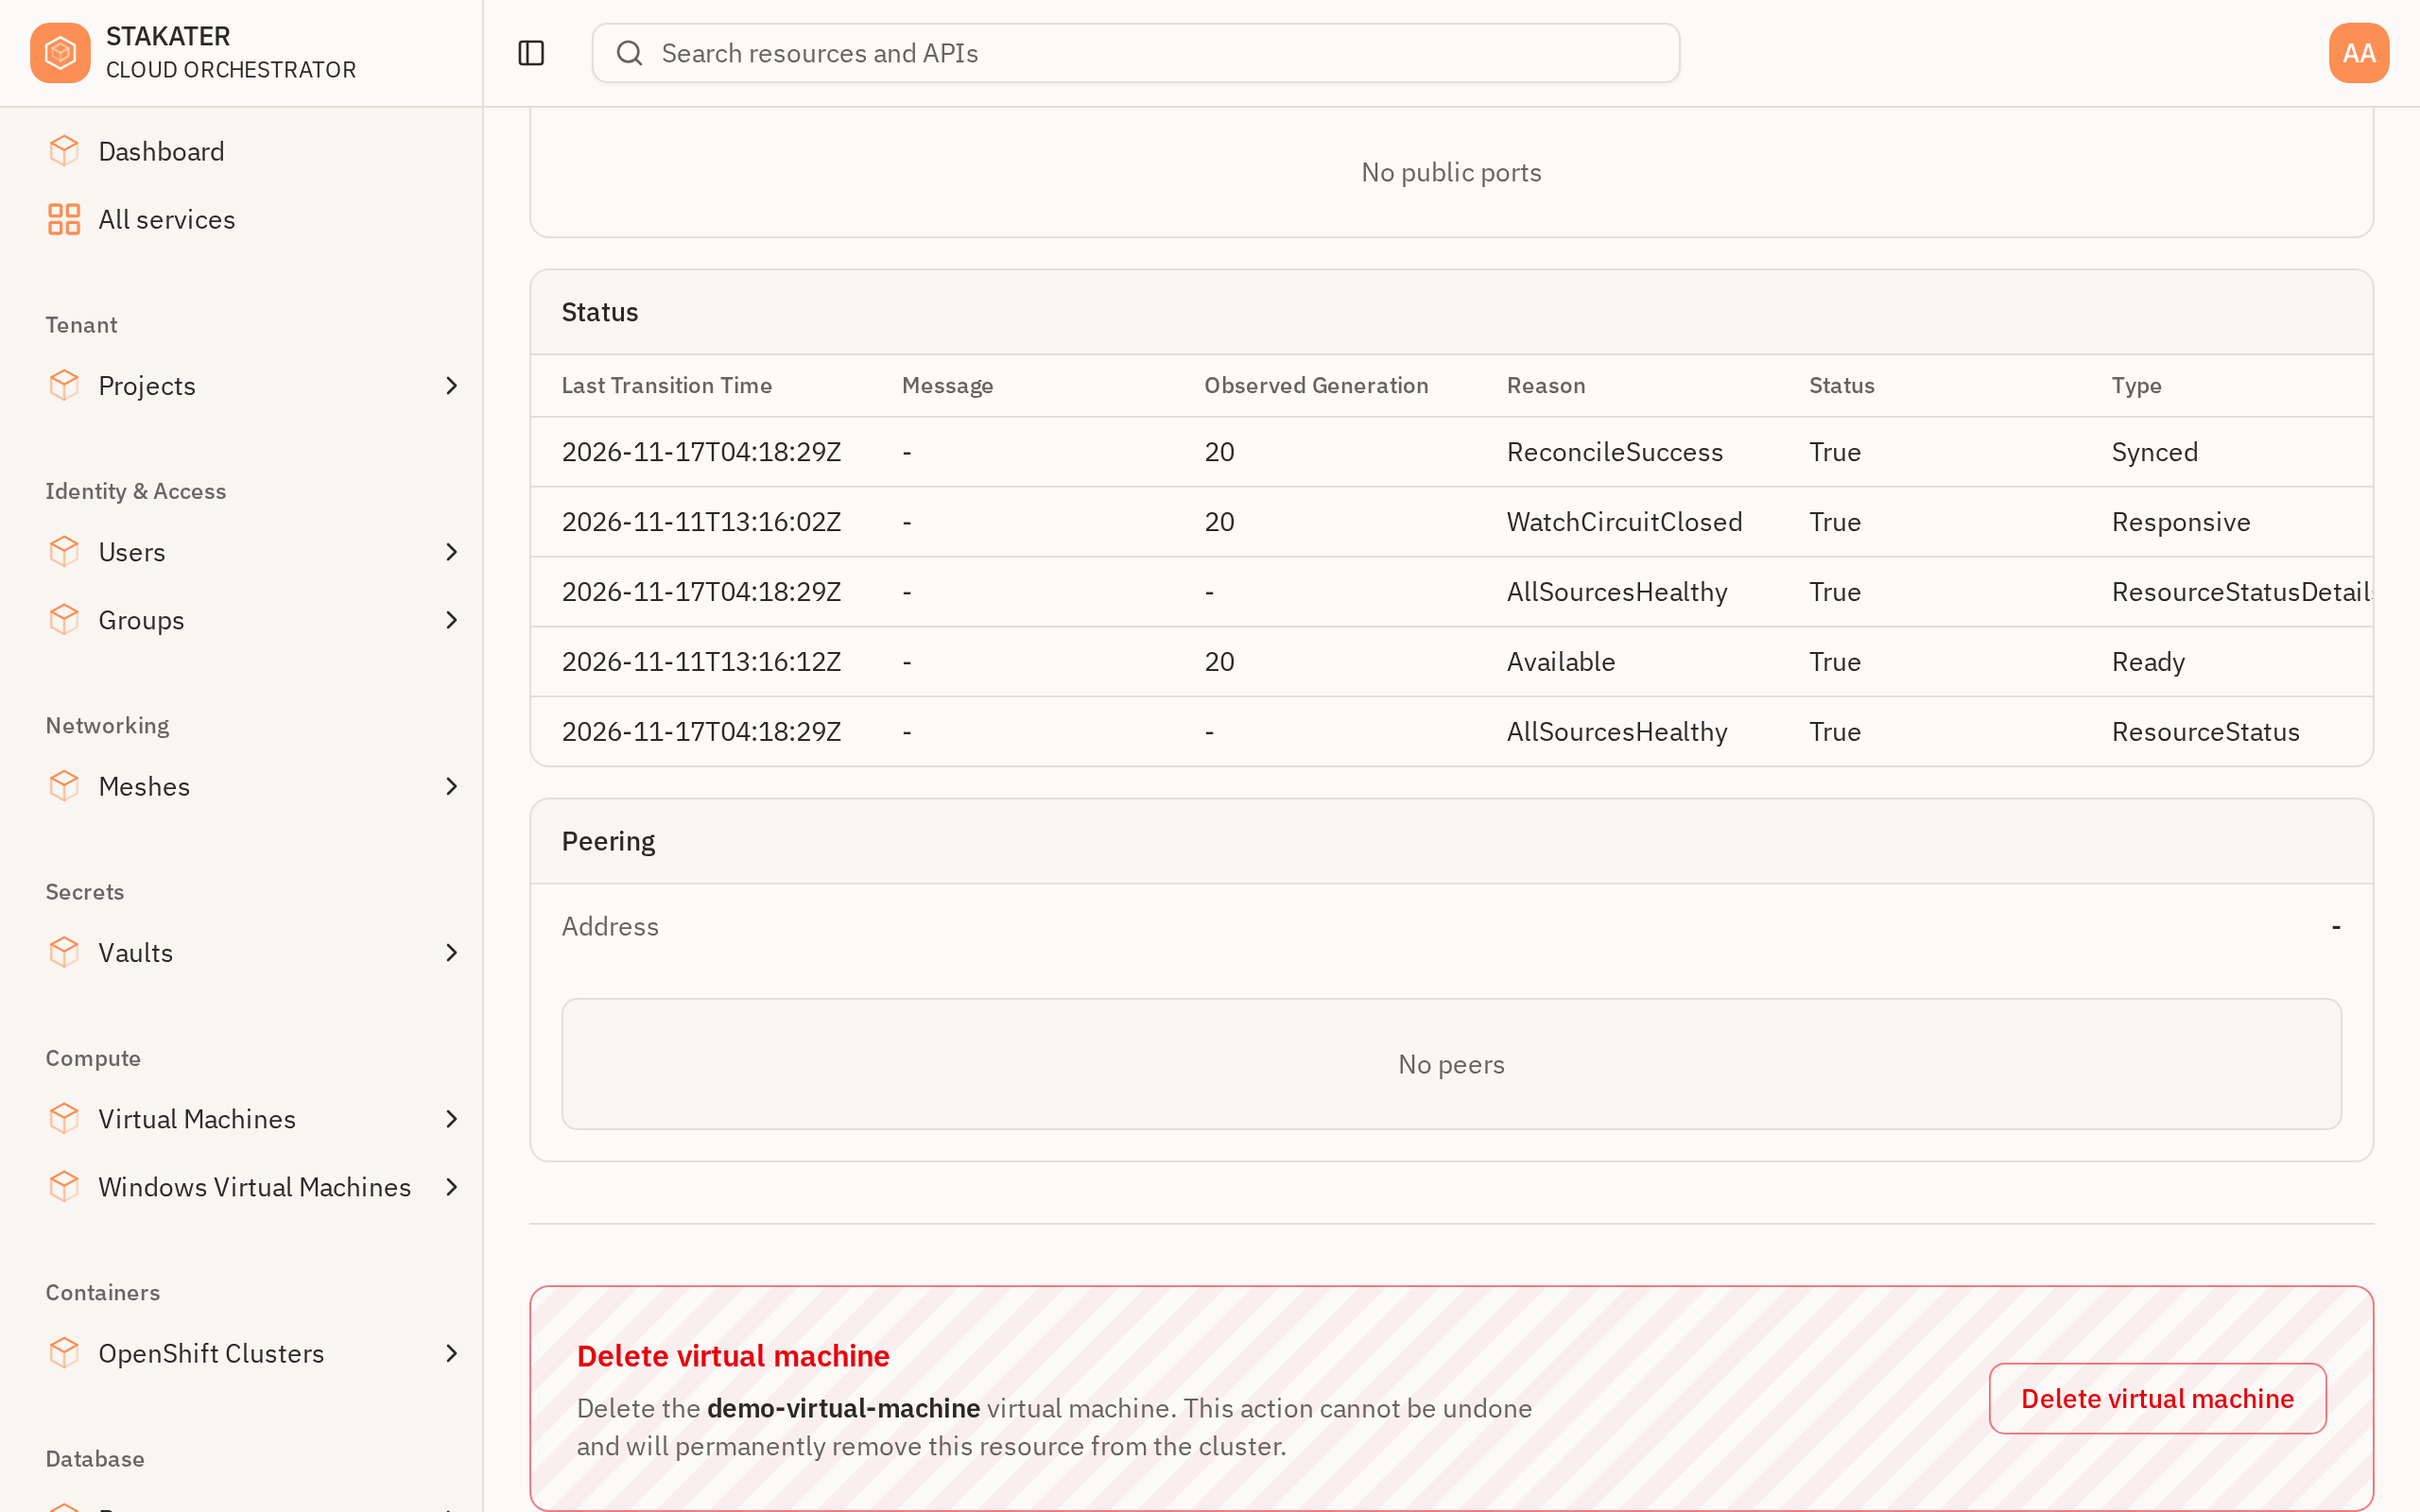 STAKATER
CLOUD ORCHESTRATOR
Search resources and APIs
AA
Dashboard
All services
Tenant
Projects
Identity & Access
Users
Groups
Networking
Meshes
Secrets
Vaults
Compute
Virtual Machines
Windows Virtual Machines
Containers
OpenShift Clusters
Database
No public ports
Status
Last Transition Time Message Observed Generation Reason Status Type
2026-11-17T04:18:29Z - 20 ReconcileSuccess True Synced
2026-11-11T13:16:02Z - 20 WatchCircuitClosed True Responsive
2026-11-17T04:18:29Z - - AllSourcesHealthy True ResourceStatusDetails
2026-11-11T13:16:12Z - 20 Available True Ready
2026-11-17T04:18:29Z - - AllSourcesHealthy True ResourceStatus
Peering
Address -
No peers
Delete virtual machine
Delete the demo-virtual-machine virtual machine. This action cannot be undone
and will permanently remove this resource from the cluster.
Delete virtual machine